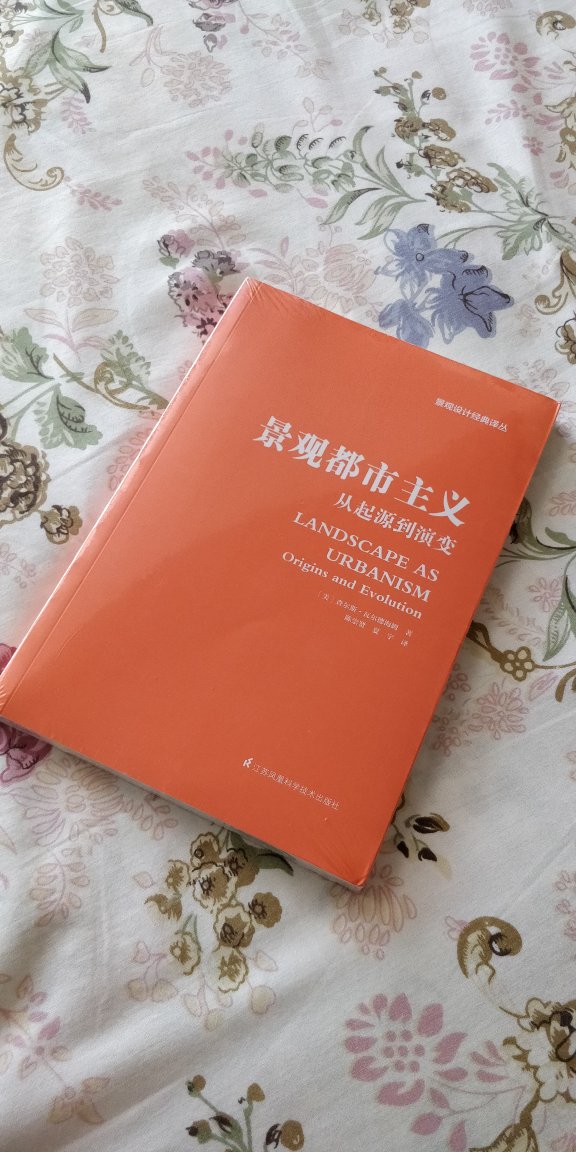 景观设计经典译丛
景观都市主义
从起源到演变
LANDSCAPE AS
URBANISM
Origins and Evolution
[美] 查尔斯·瓦尔德海姆 著
陈崇贤 夏宇 译
江苏凤凰科学技术出版社